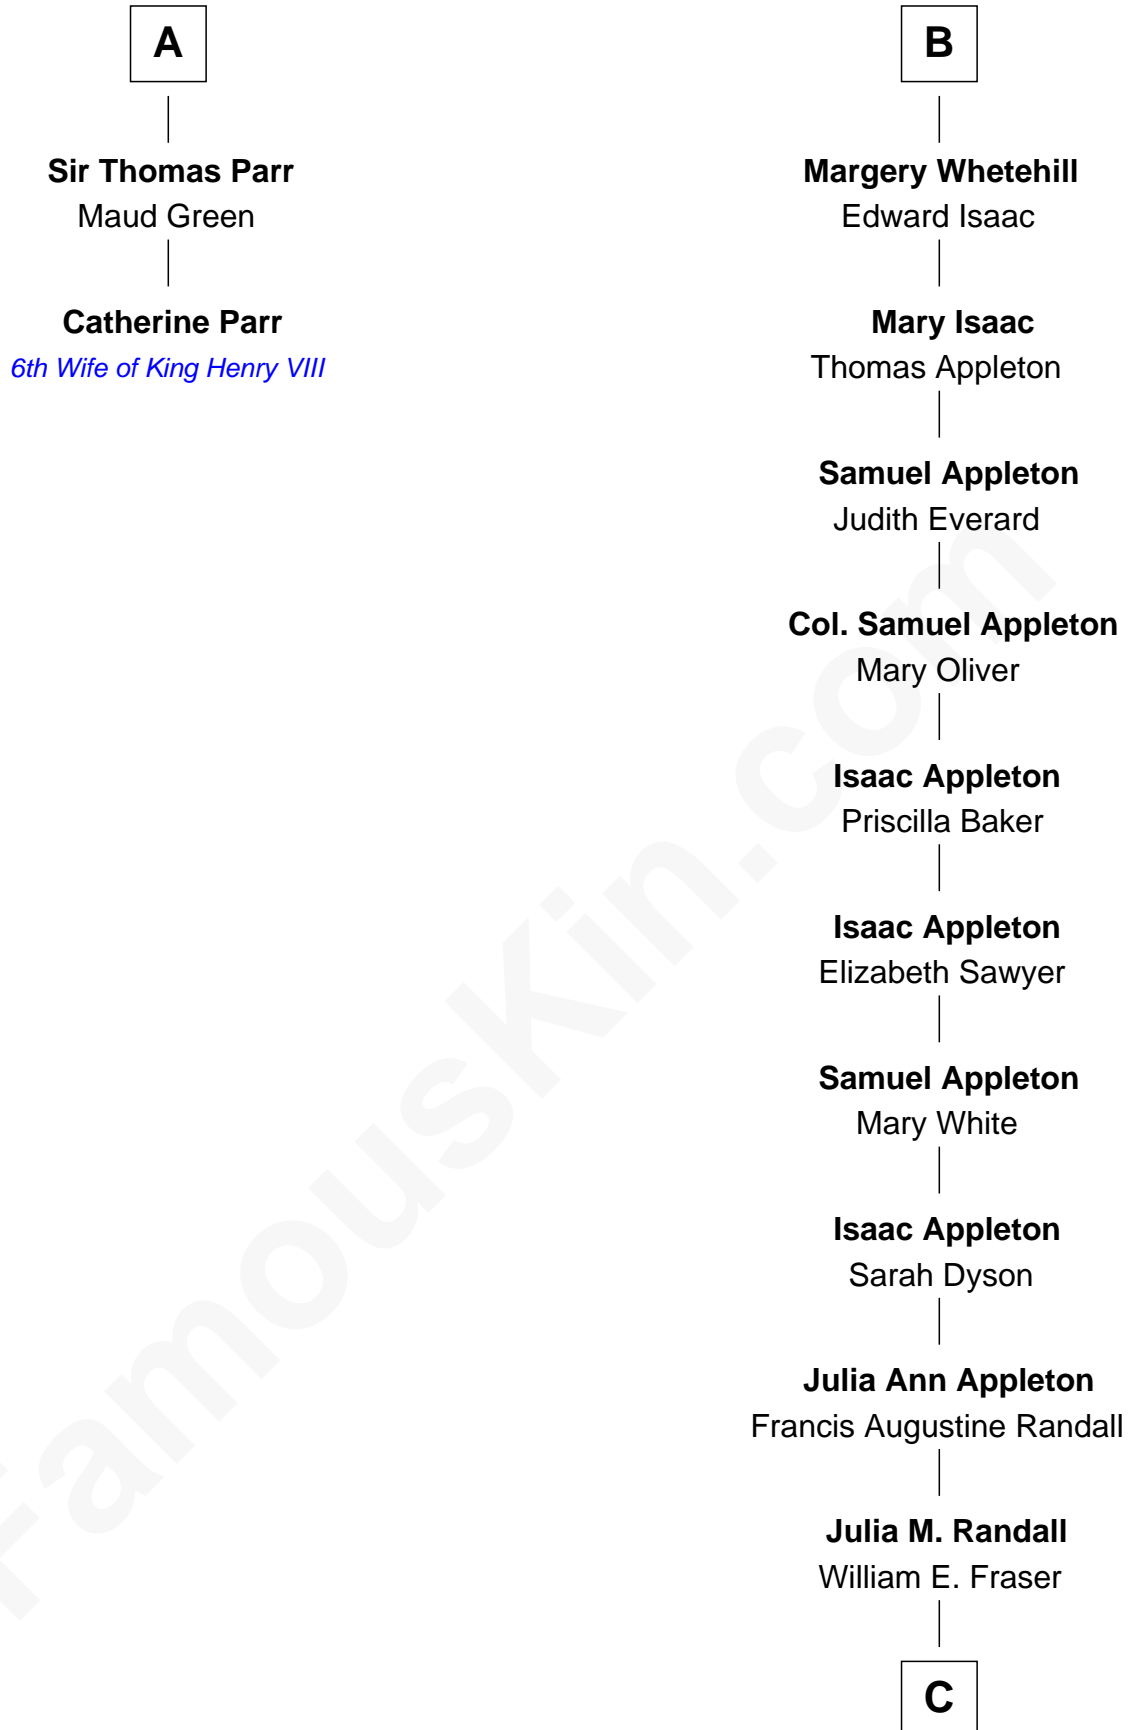 A
Sir Thomas Parr
Maud Green
Catherine Parr
6th Wife of King Henry VIII
B
Margery Whetehill
Edward Isaac
Mary Isaac
Thomas Appleton
Samuel Appleton
Judith Everard
Col. Samuel Appleton
Mary Oliver
Isaac Appleton
Priscilla Baker
Isaac Appleton
Elizabeth Sawyer
Samuel Appleton
Mary White
Isaac Appleton
Sarah Dyson
Julia Ann Appleton
Francis Augustine Randall
Julia M. Randall
William E. Fraser
C
FamousKin.com